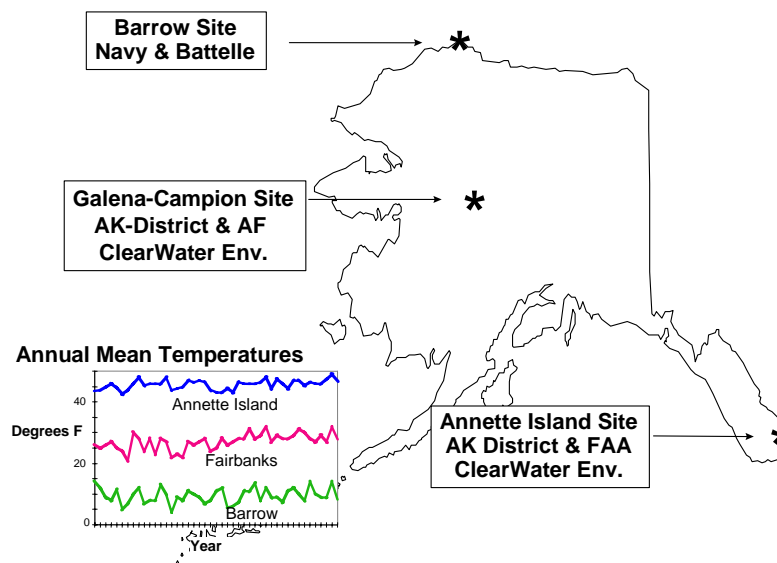 Barrow Site
Navy & Battelle
Galena-Campion Site
AK-District & AF
ClearWater Env.
Annual Mean Temperatures
40
Annette Island
Degrees F
Fairbanks
20
Barrow
0
Year
Annette Island Site
AK District & FAA
ClearWater Env.